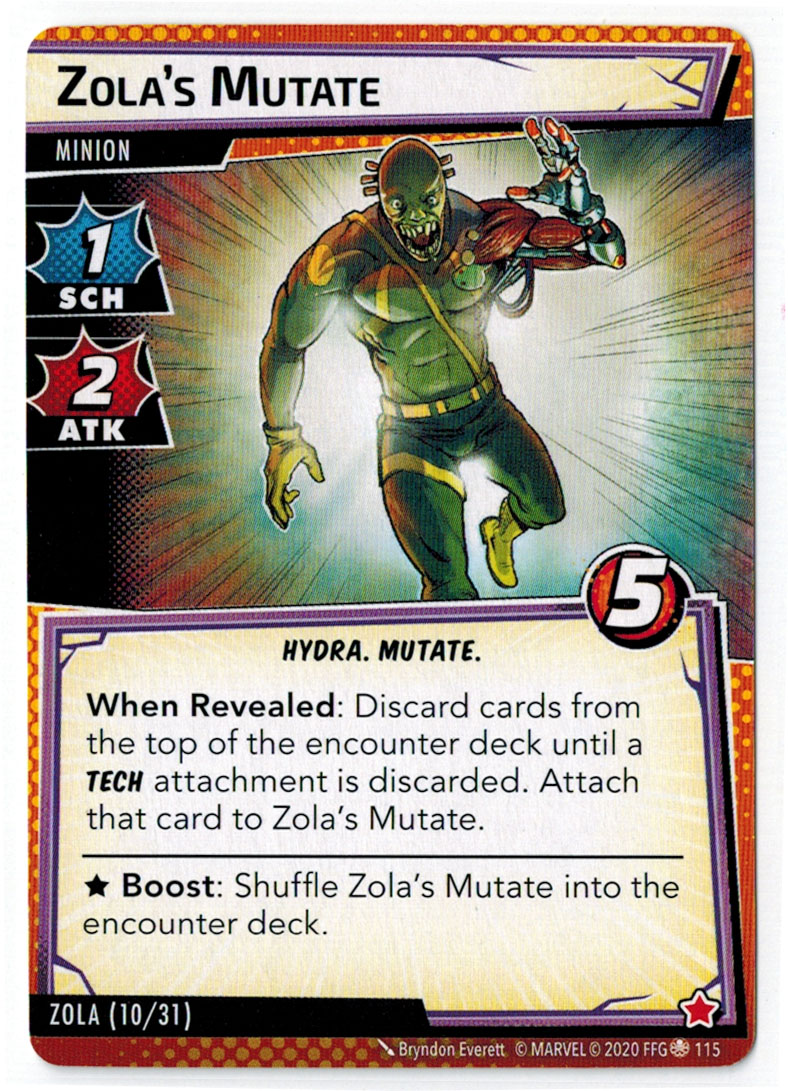 ZOLA'S MUTATE
MINION
1
SCH
2
ATK
5
HYDRA. MUTATE.
When Revealed: Discard cards from
the top of the encounter deck until a
TECH attachment is discarded. Attach
that card to Zola's Mutate.
★ Boost: Shuffle Zola's Mutate into the
encounter deck.
ZOLA (10/31)
Bryndon Everett © MARVEL © 2020 FFG 115